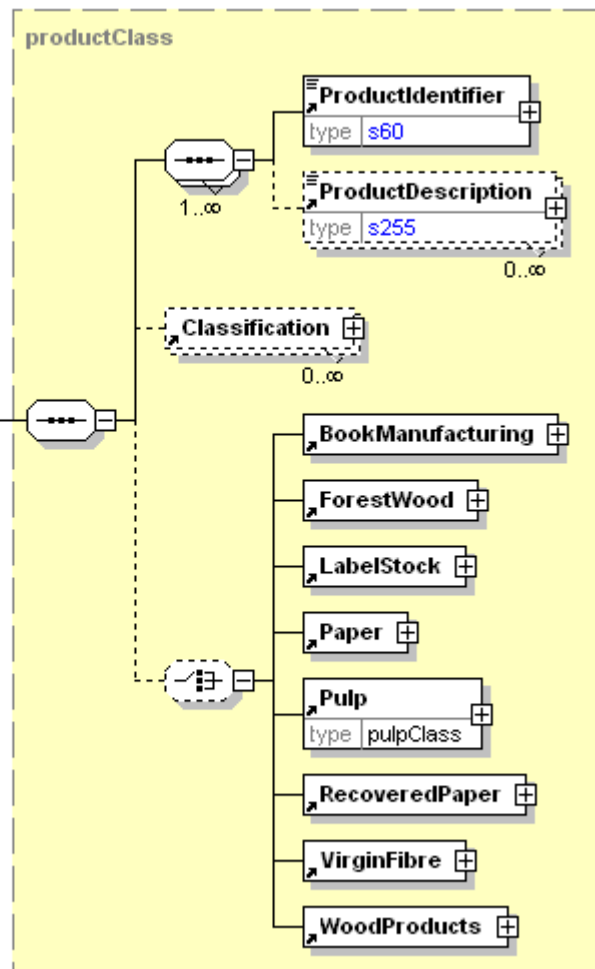 productClass
ProductIdentifier
type s60
1..∞
ProductDescription
type s255
0..∞
Classification
0..∞
BookManufacturing
ForestWood
LabelStock
Paper
Pulp
type pulpClass
RecoveredPaper
VirginFibre
WoodProducts